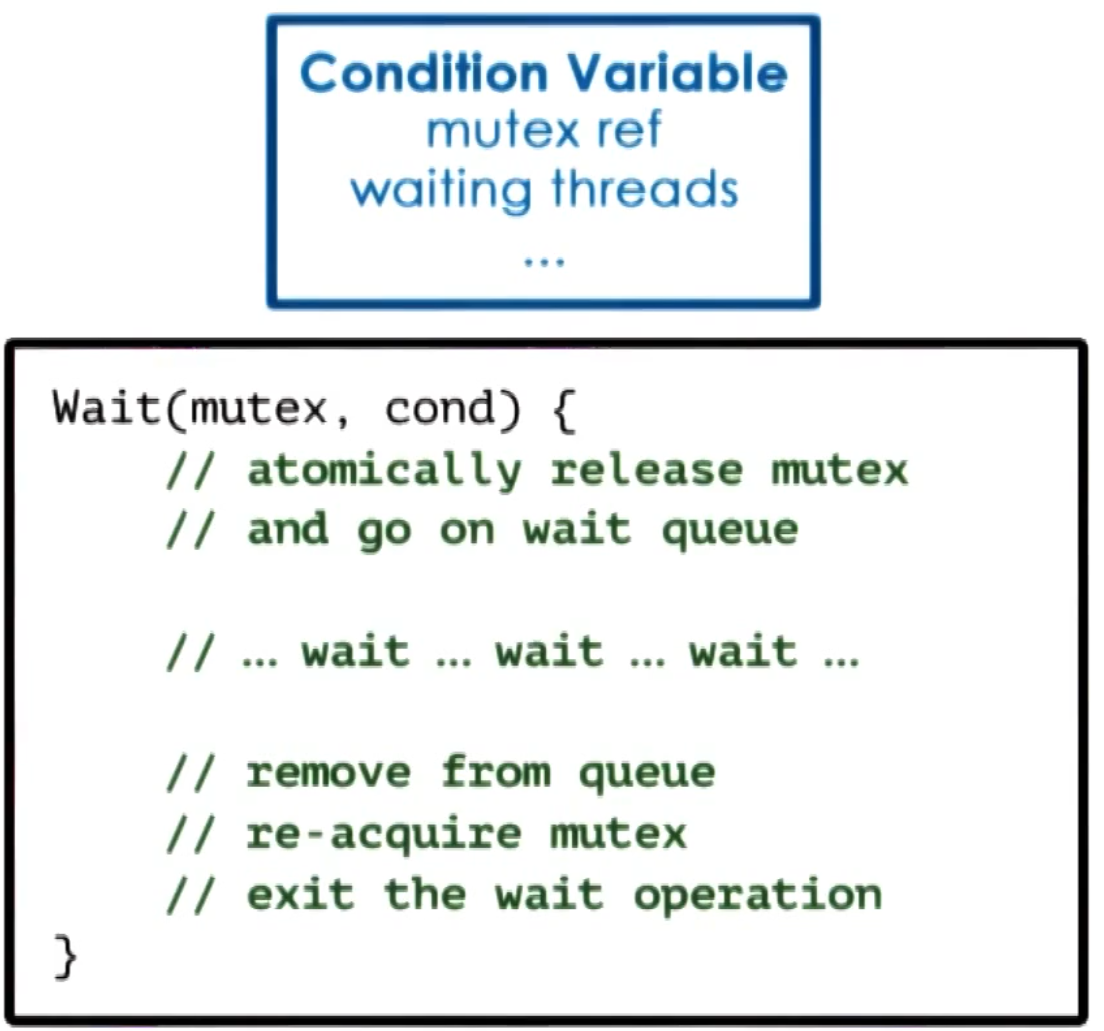 Condition Variable
mutex ref
waiting threads
...
Wait(mutex, cond) {
// atomically release mutex
// and go on wait queue
// … wait … wait … wait …
// remove from queue
// re-acquire mutex
// exit the wait operation
}